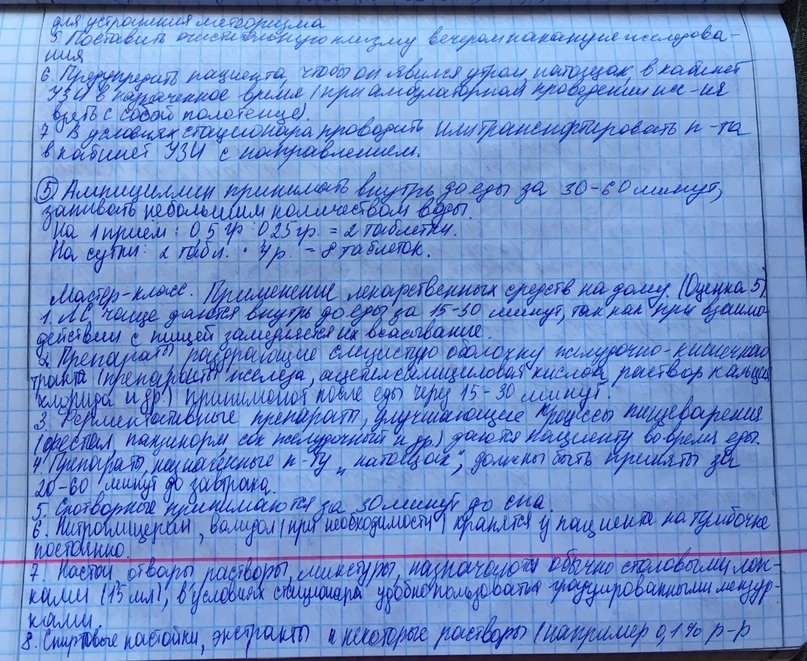 для устранения метеоризма
5. Поставить очистительную клизму вечером накануне исследова-
ния
6. Предупредить пациента, чтобы он явился утром натощак в кабинет
УЗИ в назначенное время (при амбулаторном проведении исс-ия
взять с собой полотенце).
7. В условиях стационара проводить или транспортировать п-та
в кабинет УЗИ с направлением.
5) Ампициллин принимать внутрь до еды за 30-60 минут,
запивать небольшим количеством воды.
На 1 прием: 0,5 гр : 0,25 гр. = 2 таблетки.
На сутки: 2 табл. · 4 р. = 8 таблеток.
Мастер-класс. Применение лекарственных средств на дому. (Оценка 5)
1. ЛС чаще даются внутрь до еды за 15-30 минут, так как при взаимо-
действии с пищей замедляется их всасывание.
2. Препараты раздражающие слизистую оболочку желудочно-кишечного
тракта (препараты железа, ацетилсалициловая кислота, раствор кальция
хлорида и др.) принимают после еды через 15-30 минут.
3. Ферментативные препараты, улучшающие процессы пищеварения
(фестал, панзинорм сок желудочный и др.) даются пациенту во время еды.
4 Препараты, назначенные п-ту „натощак", должны быть приняты за
20-60 минут до завтрака.
5. Снотворные принимаются за 30 минут до сна.
6. Нитроглицерин, валидол (при необходимости) хранятся у пациента на тумбочке
постоянно.
7. Настои отвары, растворы, микстуры, назначаются обычно столовыми лож-
ками (15 мл), в условиях стационара удобно пользоваться градуированными мензур-
ками.
8. Спиртовые настойки, экстракты и некоторые растворы (например 0,1% р-р